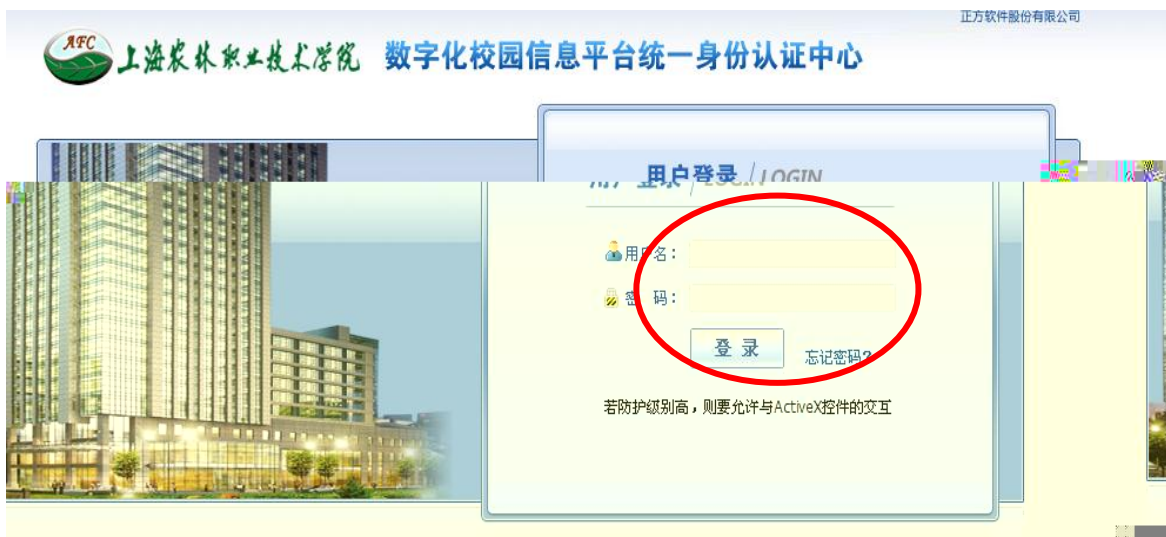 正方软件股份有限公司
AFC
上海农林职业技术学院 数字化校园信息平台统一身份认证中心
用户登录 LOGIN
用户名：
密 码：
登 录 忘记密码?
若防护级别高，则要允许与ActiveX控件的交互